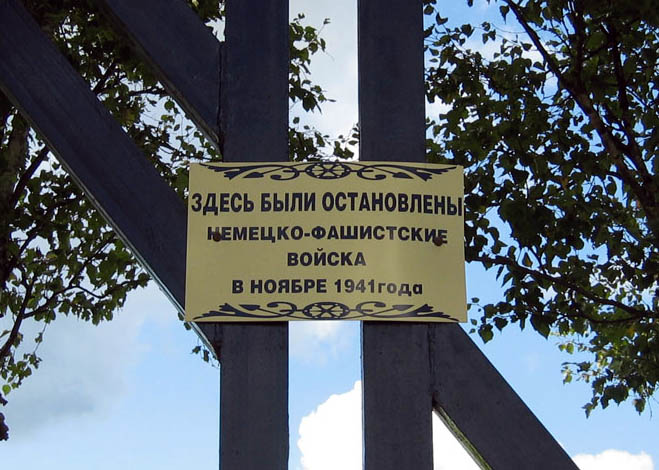 ЗДЕСЬ БЫЛИ ОСТАНОВЛЕНЫ
НЕМЕЦКО-ФАШИСТСКИЕ
ВОЙСКА
В НОЯБРЕ 1941года